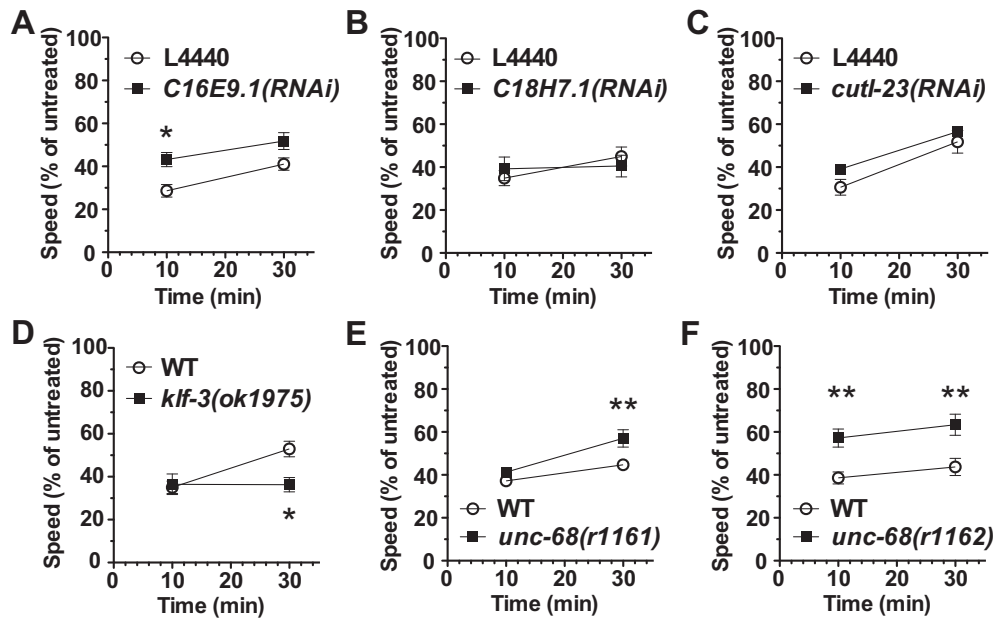 A
Speed (% of untreated)
100
80
60
40
20
0
L4440
C16E9.1(RNAi)
*
0
10
20
30
Time (min)
B
Speed (% of untreated)
100
80
60
40
20
0
L4440
C18H7.1(RNAi)
0
10
20
30
Time (min)
C
Speed (% of untreated)
100
80
60
40
20
0
L4440
cutl-23(RNAi)
0
10
20
30
Time (min)
D
Speed (% of untreated)
100
80
60
40
20
0
WT
klf-3(ok1975)
*
0
10
20
30
Time (min)
E
Speed (% of untreated)
100
80
60
40
20
0
**
WT
unc-68(r1161)
0
10
20
30
Time (min)
F
Speed (% of untreated)
100
80
60
40
20
0
**
**
WT
unc-68(r1162)
0
10
20
30
Time (min)